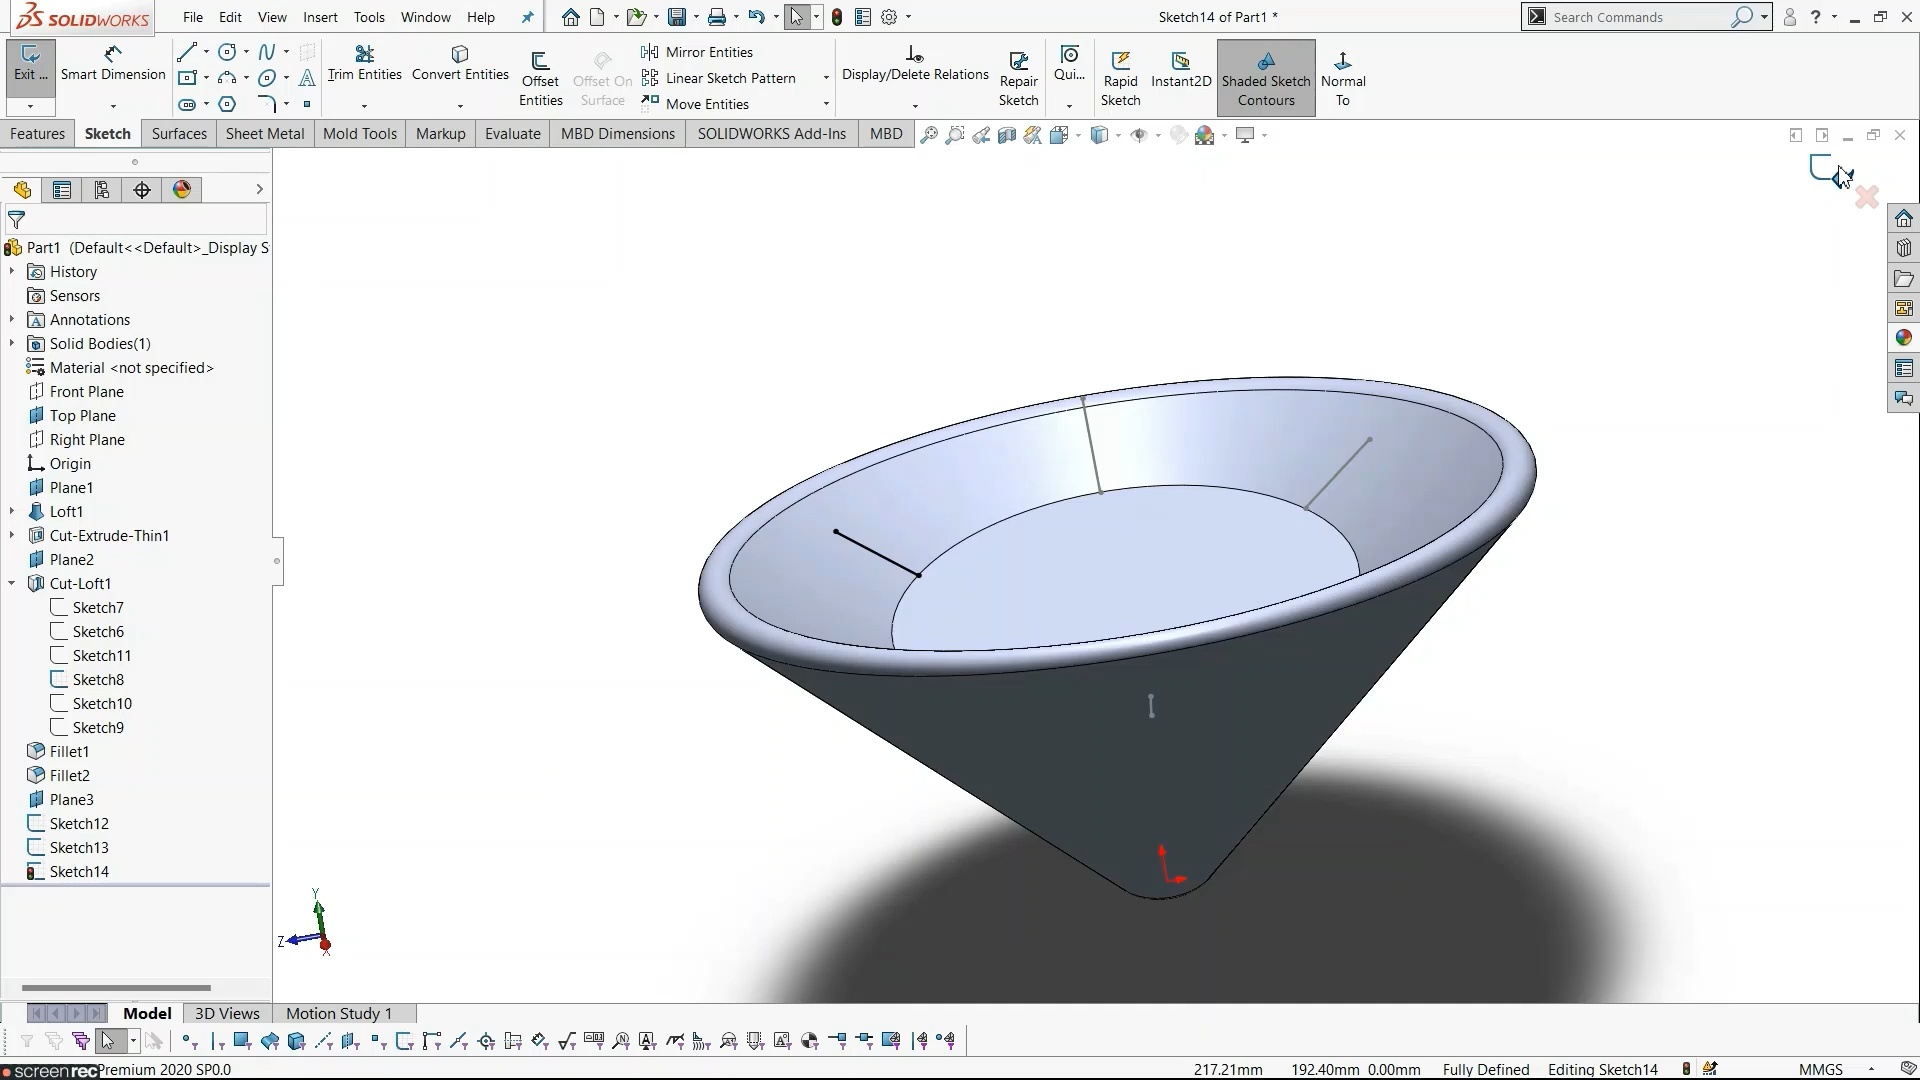 SOLIDWORKS
File Edit View Insert Tools Window Help
Sketch14 of Part1 *
Search Commands
Exit ...
Smart Dimension
Trim Entities
Convert Entities
Offset Entities
Offset On Surface
Mirror Entities
Linear Sketch Pattern
Move Entities
Display/Delete Relations
Repair Sketch
Qui...
Rapid Sketch
Instant2D
Shaded Sketch Contours
Normal To
Features Sketch Surfaces Sheet Metal Mold Tools Markup Evaluate MBD Dimensions SOLIDWORKS Add-Ins MBD
Part1 (Default<<Default>_Display S
History
Sensors
Annotations
Solid Bodies(1)
Material <not specified>
Front Plane
Top Plane
Right Plane
Origin
Plane1
Loft1
Cut-Extrude-Thin1
Plane2
Cut-Loft1
Sketch7
Sketch6
Sketch11
Sketch8
Sketch10
Sketch9
Fillet1
Fillet2
Plane3
Sketch12
Sketch13
Sketch14
Y
Z
X
Model 3D Views Motion Study 1
screenrec Premium 2020 SP0.0
217.21mm 192.40mm 0.00mm Fully Defined Editing Sketch14 MMGS